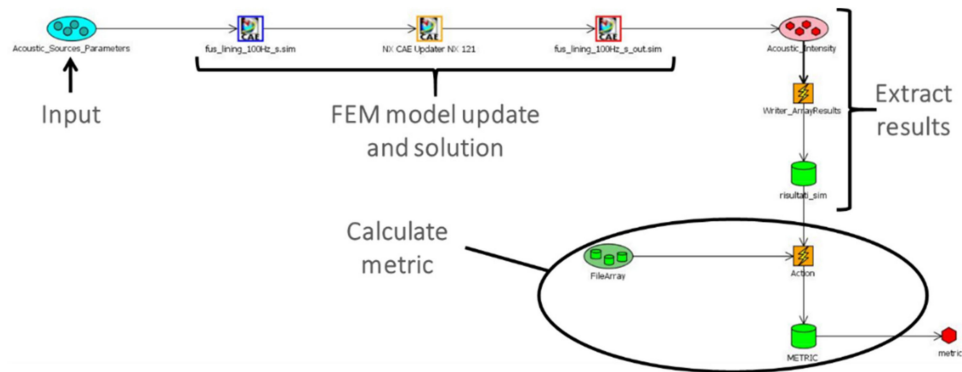 Acoustic_Sources_Parameters
fus_lining_100Hz_s.sim
NX CAE Updater NX 121
fus_lining_100Hz_s_out.sim
Acoustic_Intensity
Input
FEM model update
and solution
Writer_ArrayResults
Extract
results
risultati_sim
Calculate
metric
FileArray
Action
METRIC
metric